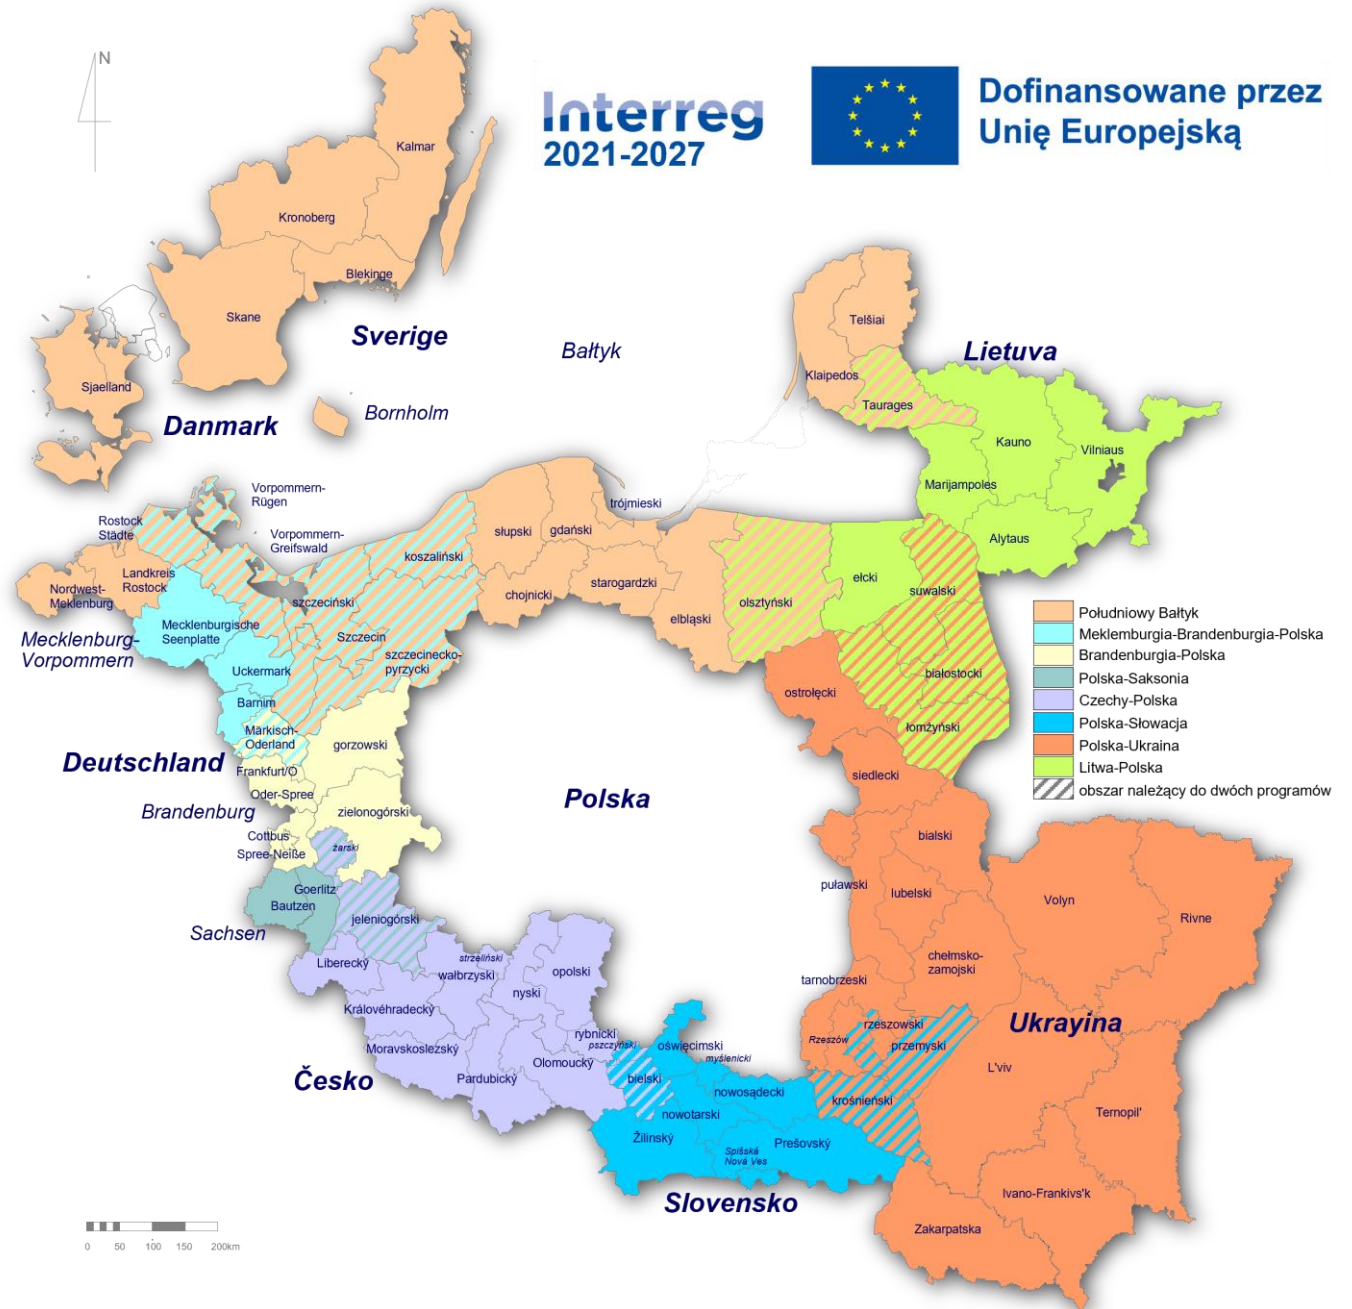 N
Interreg
2021-2027
Dofinansowane przez
Unię Europejską
Kalmar
Kronoberg
Blekinge
Skane
Sverige
Bałtyk
Sjaelland
Danmark
Bornholm
Telšiai
Lietuva
Klaipedos
Taurages
Kauno
Vilniaus
Marijampoles
Alytaus
Vorpommern-
Rügen
Rostock
Städte
Vorpommern-
Greifswald
koszaliński
słupski
gdański
trójmieski
Nordwest-
Meklenburg
Landkreis
Rostock
szczeciński
chojnicki
starogardzki
elbląski
olsztyński
ełcki
suwalski
Mecklenburg-
Vorpommern
Mecklenburgische
Seenplatte
Szczecin
szczecinecko-
pyrzycki
Uckermark
Barnim
Märkisch-
Oderland
ostrołęcki
białostocki
łomżyński
Południowy Bałtyk
Meklemburgia-Brandenburgia-Polska
Brandenburgia-Polska
Polska-Saksonia
Czechy-Polska
Polska-Słowacja
Polska-Ukraina
Litwa-Polska
obszar należący do dwóch programów
Deutschland
gorzowski
Frankfurt/O
Oder-Spree
Brandenburg
zielonogórski
Polska
siedlecki
bialski
Cottbus
Spree-Neiße
żarski
puławski
lubelski
Volyn
Rivne
Goerlitz
Bautzen
jeleniogórski
Sachsen
Liberecký
strzeliński
wałbrzyski
opolski
nyski
chełmsko-
zamojski
tarnobrzeski
Królovéhradecký
rybnicki
pszczyński
oświęcimski
myślenicki
Rzeszów
rzeszowski
przemyski
Ukrayina
Moravskoslezský
Olomoucký
Česko
Pardubický
bielski
nowosądecki
nowotarski
krośnieński
L'viv
Ternopil'
Žilinský
Spišská
Nová Ves
Prešovský
Slovensko
Ivano-Frankivs'k
Zakarpatska
0 50 100 150 200km